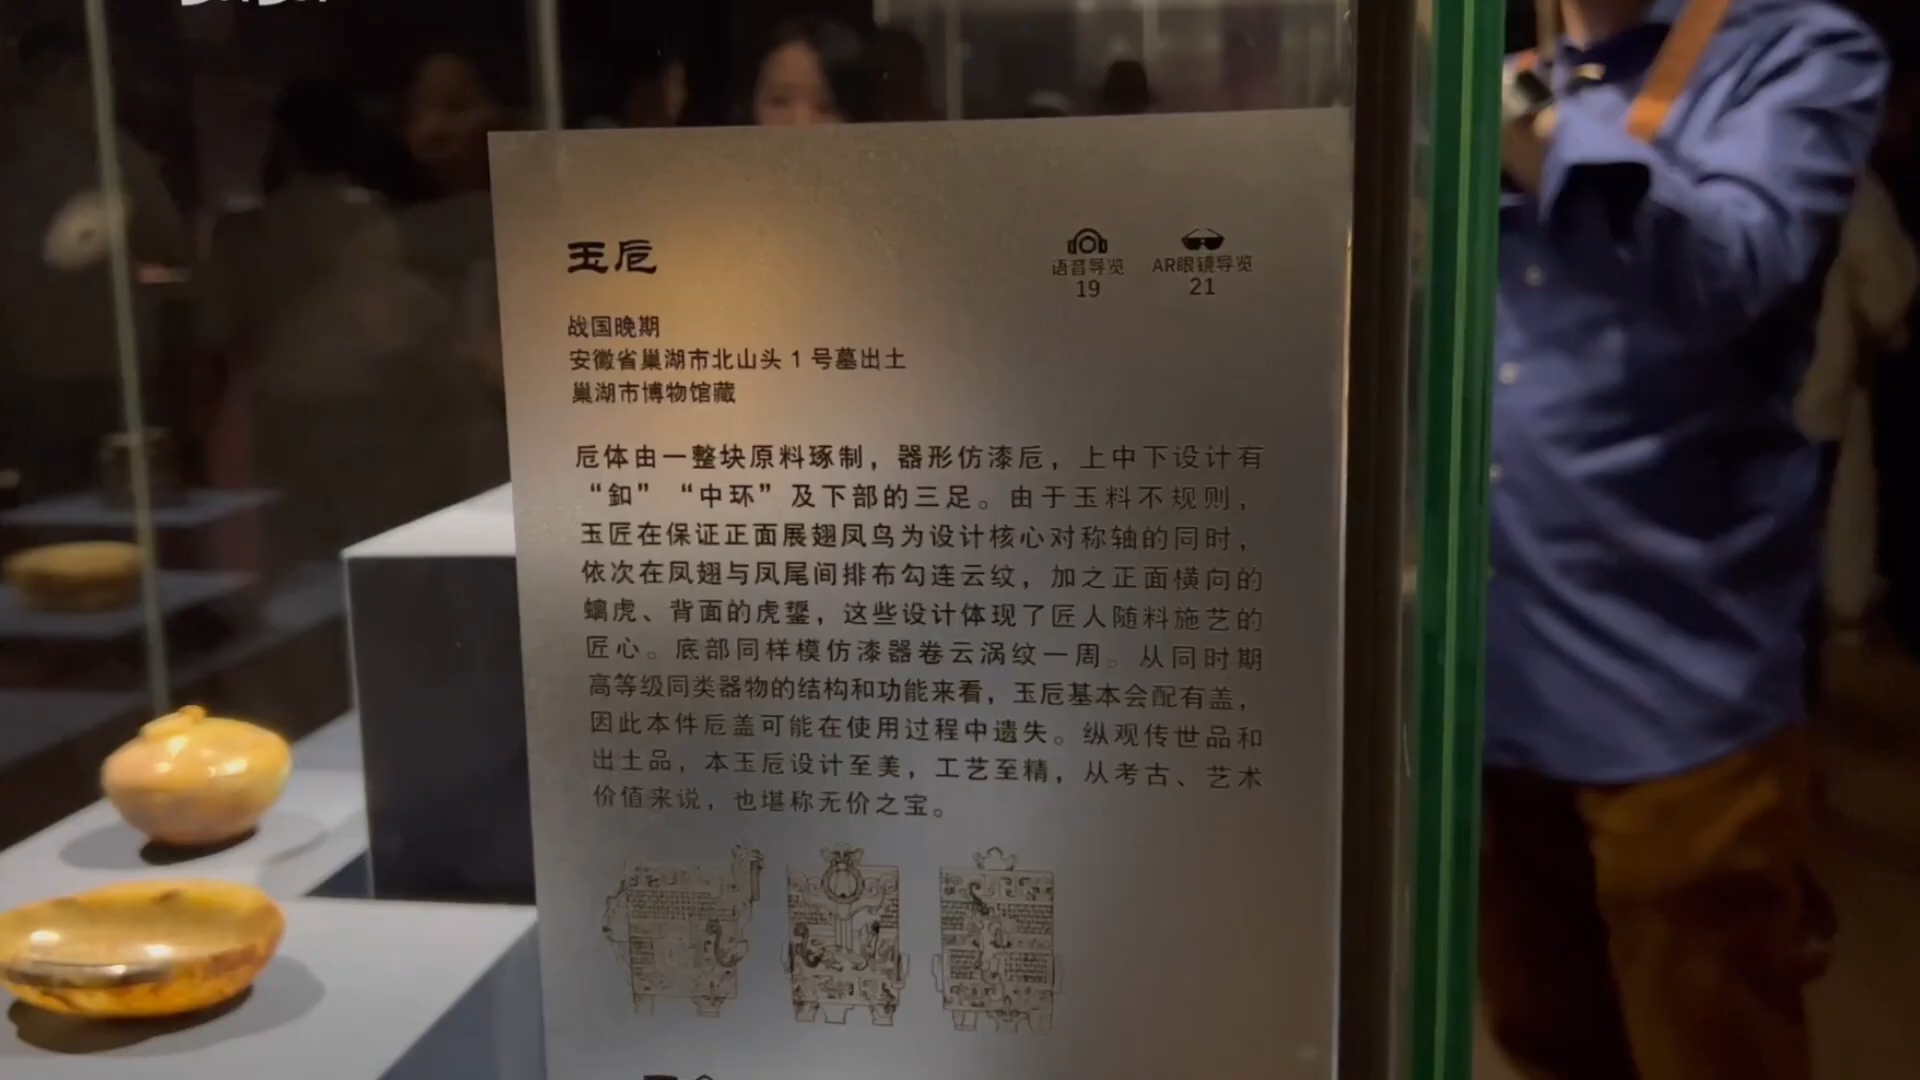 玉卮
语音导览
19
AR眼镜导览
21
战国晚期
安徽省巢湖市北山头 1 号墓出土
巢湖市博物馆藏
卮体由一整块原料琢制，器形仿漆卮，上中下设计有
“釦” “中环” 及下部的三足。由于玉料不规则，
玉匠在保证正面展翅凤鸟为设计核心对称轴的同时，
依次在凤翅与凤尾间排布勾连云纹，加之正面横向的
螭虎、背面的虎鋬，这些设计体现了匠人随料施艺的
匠心。底部同样模仿漆器卷云涡纹一周。从同时期
高等级同类器物的结构和功能来看，玉卮基本会配有盖，
因此本件卮盖可能在使用过程中遗失。纵观传世品和
出土品，本玉卮设计至美，工艺至精，从考古、艺术
价值来说，也堪称无价之宝。